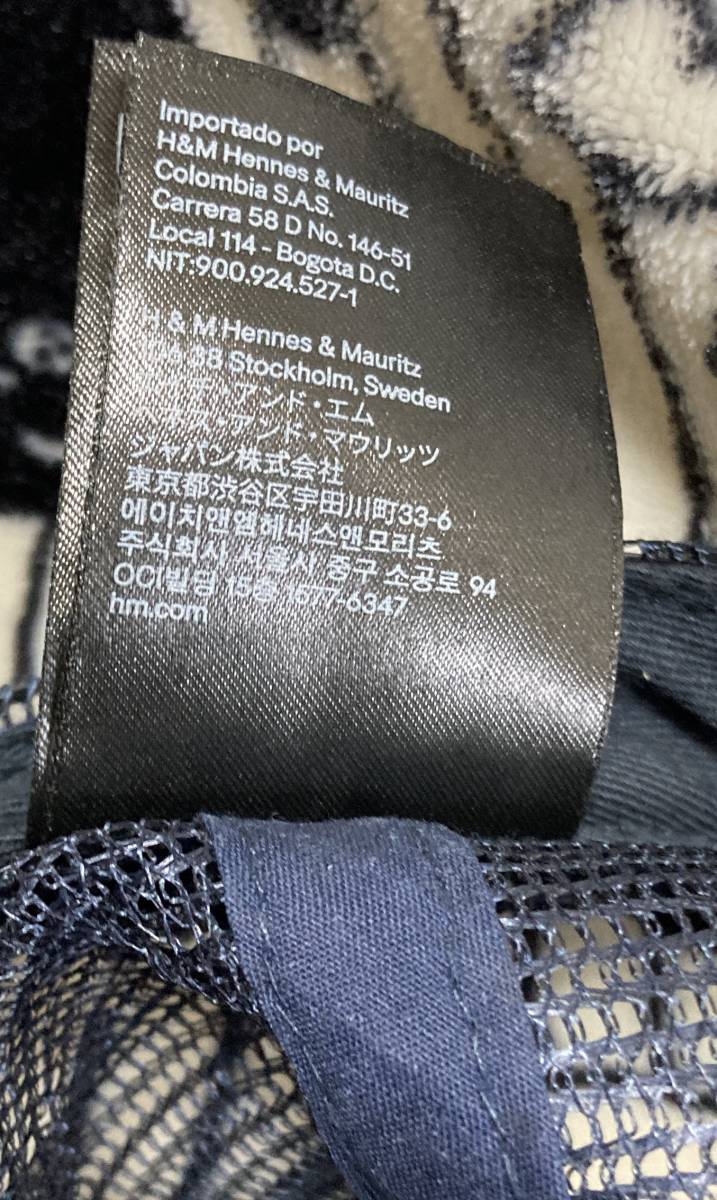 Importado por
H&M Hennes & Mauritz
Colombia S.A.S.
Carrera 58 D No. 146-51
Local 114 - Bogota D.C.
NIT:900.924.527-1
H & M Hennes & Mauritz
38 Stockholm, Sweden
アンド・エム
アンド・マウリッツ
ジャパン株式会社
東京都渋谷区宇田川町33-6
에이치앤엠헤네스앤모리츠
주식회사 서울시 중구 소공로 94
OCI빌딩 15층 1577-6347
hm.com